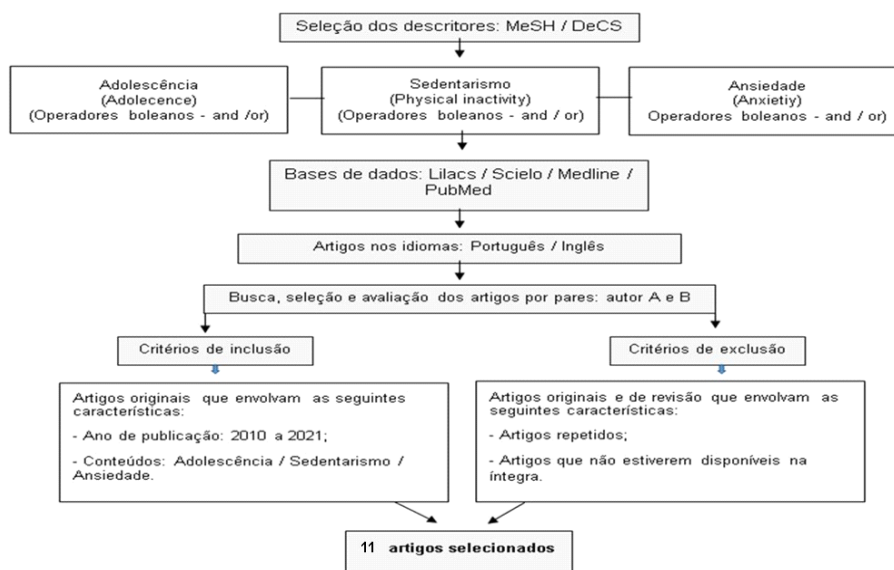 Seleção dos descritores: MeSH / DeCS
Adolescência
(Adolecence)
(Operadores boleanos - and /or)
Sedentarismo
(Physical inactivity)
(Operadores boleanos - and / or)
Ansiedade
(Anxietiy)
Operadores boleanos - and / or)
Bases de dados: Lilacs / Scielo / Medline /
PubMed
Artigos nos idiomas: Português / Inglês
Busca, seleção e avaliação dos artigos por pares: autor A e B
Critérios de inclusão
Critérios de exclusão
Artigos originais que envolvam as seguintes
características:
- Ano de publicação: 2010 a 2021;
- Conteúdos: Adolescência / Sedentarismo /
Ansiedade.
Artigos originais e de revisão que envolvam as
seguintes características:
- Artigos repetidos;
- Artigos que não estiverem disponíveis na
íntegra.
11 artigos selecionados